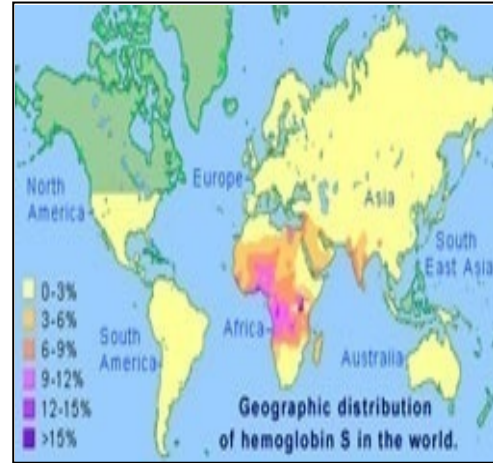 North
America
Europe
Asia
South
East Asia
0-3%
3-6%
6-9%
9-12%
12-15%
>15%
South
America
Africa
Australia
Geographic distribution
of hemoglobin S in the world.